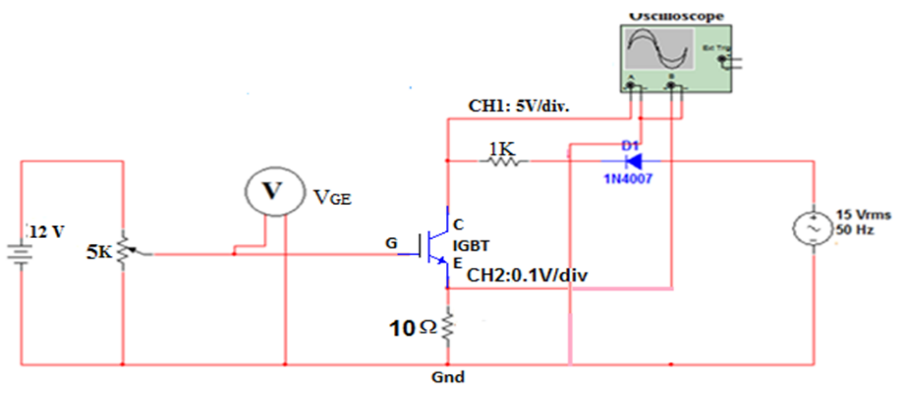 Oscilloscope
Ext Trig
A B
CH1: 5V/div.
1K
D1
1N4007
V
VGE
12 V
5K
G
C
IGBT
E
15 Vrms
50 Hz
CH2:0.1V/div
10 Ω
Gnd